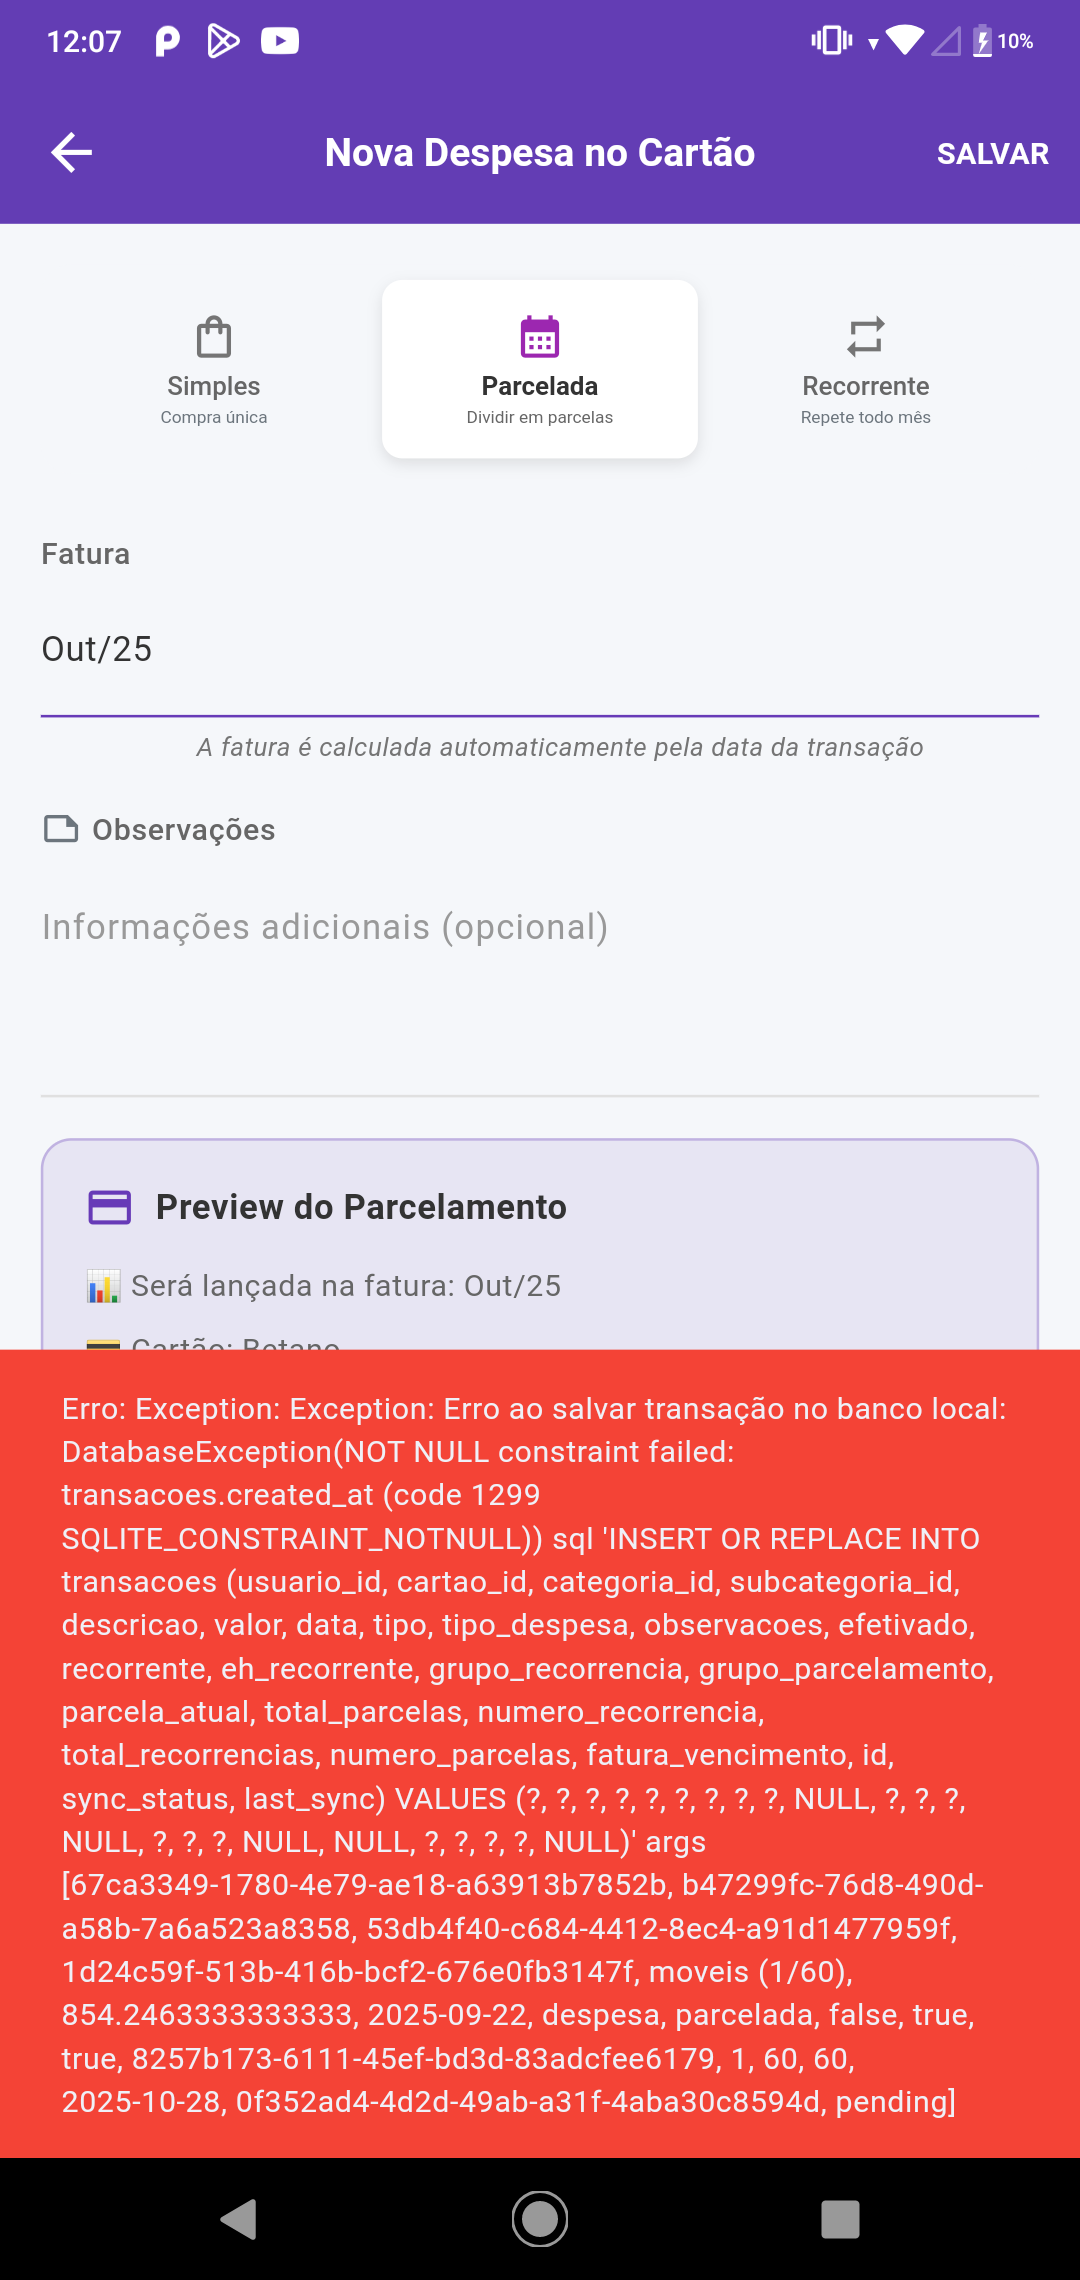 12:07
10%
Nova Despesa no Cartão
SALVAR
Simples
Compra única
Parcelada
Dividir em parcelas
Recorrente
Repete todo mês
Fatura
Out/25
A fatura é calculada automaticamente pela data da transação
Observações
Informações adicionais (opcional)
Preview do Parcelamento
Será lançada na fatura: Out/25
Cartão: Betano
Erro: Exception: Exception: Erro ao salvar transação no banco local:
DatabaseException(NOT NULL constraint failed:
transacoes.created_at (code 1299
SQLITE_CONSTRAINT_NOTNULL)) sql 'INSERT OR REPLACE INTO
transacoes (usuario_id, cartao_id, categoria_id, subcategoria_id,
descricao, valor, data, tipo, tipo_despesa, observacoes, efetivado,
recorrente, eh_recorrente, grupo_recorrencia, grupo_parcelamento,
parcela_atual, total_parcelas, numero_recorrencia,
total_recorrencias, numero_parcelas, fatura_vencimento, id,
sync_status, last_sync) VALUES (?, ?, ?, ?, ?, ?, ?, ?, ?, NULL, ?, ?, ?,
NULL, ?, ?, ?, NULL, NULL, ?, ?, ?, ?, NULL)' args
[67ca3349-1780-4e79-ae18-a63913b7852b, b47299fc-76d8-490d-
a58b-7a6a523a8358, 53db4f40-c684-4412-8ec4-a91d1477959f,
1d24c59f-513b-416b-bcf2-676e0fb3147f, moveis (1/60),
854.2463333333333, 2025-09-22, despesa, parcelada, false, true,
true, 8257b173-6111-45ef-bd3d-83adcfee6179, 1, 60, 60,
2025-10-28, 0f352ad4-4d2d-49ab-a31f-4aba30c8594d, pending]